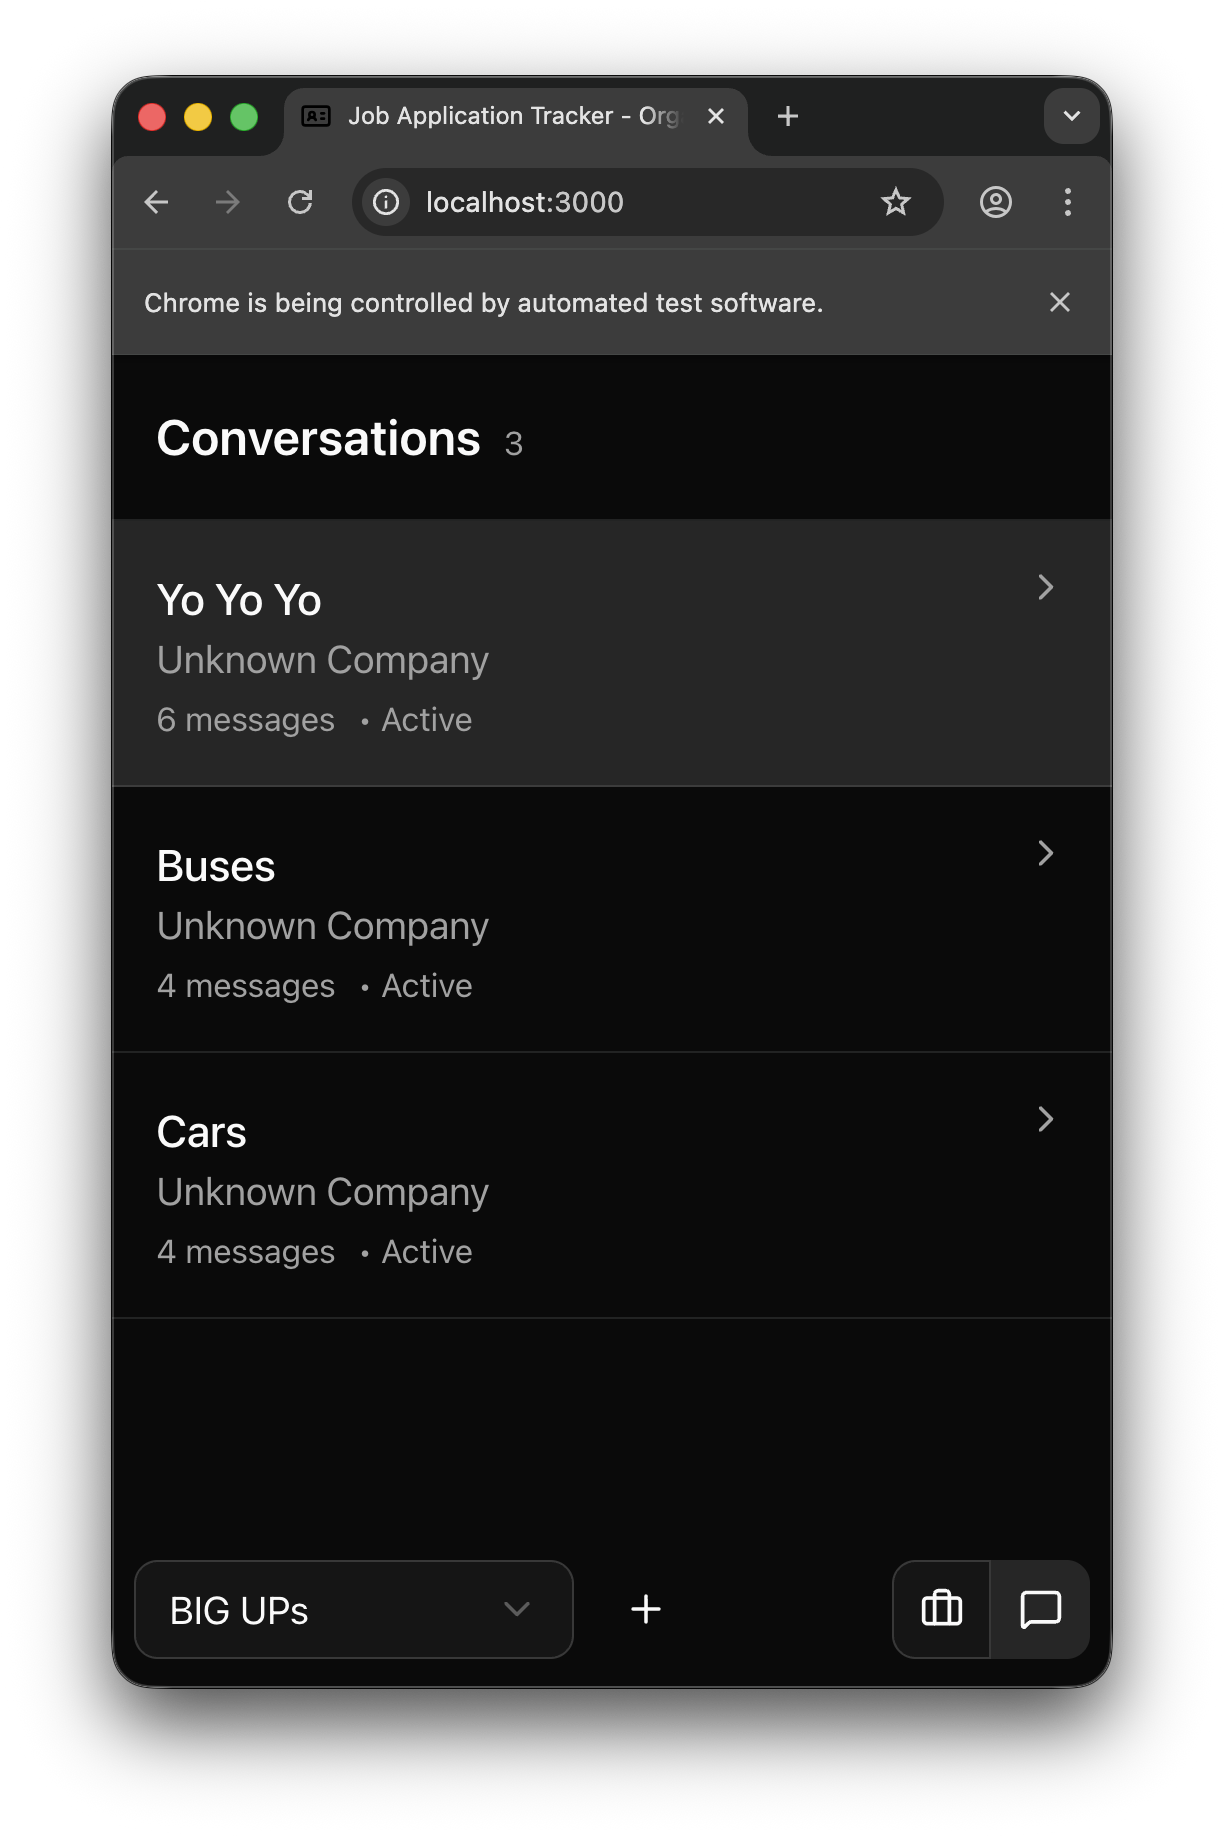 Job Application Tracker - Org
localhost:3000
Chrome is being controlled by automated test software.
Conversations 3
Yo Yo Yo
Unknown Company
6 messages • Active
Buses
Unknown Company
4 messages • Active
Cars
Unknown Company
4 messages • Active
BIG UPs